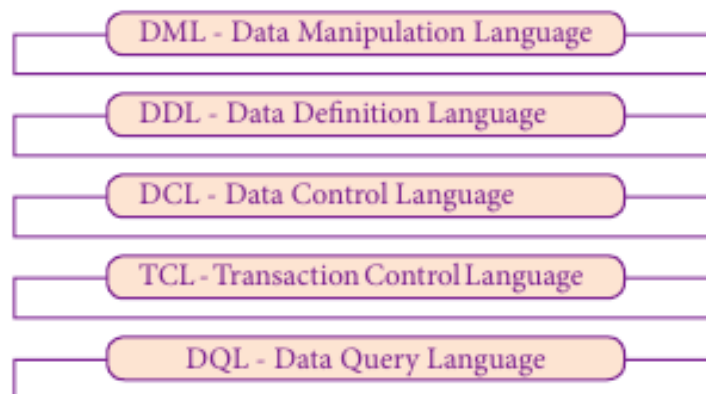 DML - Data Manipulation Language
DDL - Data Definition Language
DCL - Data Control Language
TCL - Transaction Control Language
DQL - Data Query Language